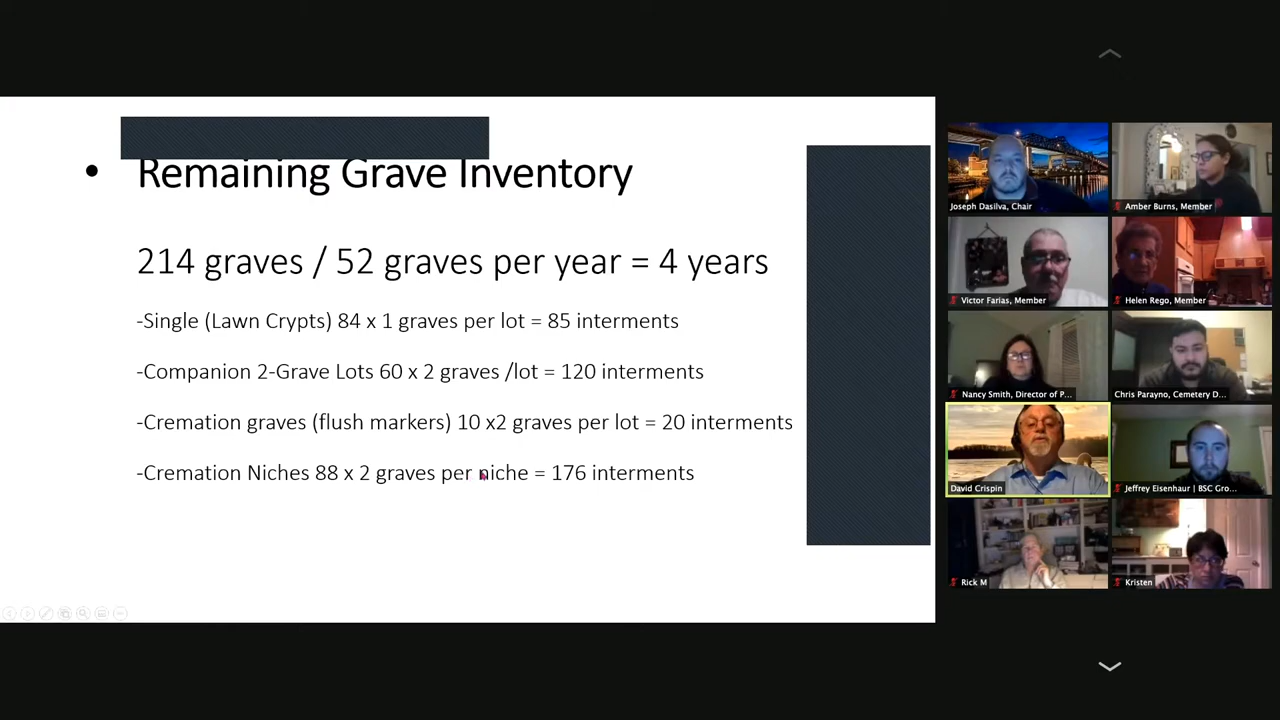 • Remaining Grave Inventory
214 graves / 52 graves per year = 4 years
-Single (Lawn Crypts) 84 x 1 graves per lot = 85 interments
-Companion 2-Grave Lots 60 x 2 graves /lot = 120 interments
-Cremation graves (flush markers) 10 x2 graves per lot = 20 interments
-Cremation Niches 88 x 2 graves per niche = 176 interments
Joseph Dasilva, Chair
Amber Burns, Member
Victor Farias, Member
Helen Rego, Member
Nancy Smith, Director of P...
Chris Parayno, Cemetery D...
David Crispin
Jeffrey Eisenhaur | BSC Gro...
Rick M
Kristen